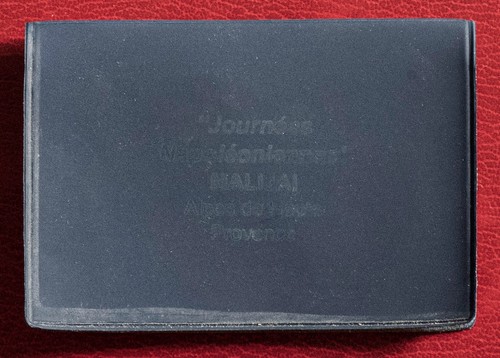 "Journées
Napoléoniennes"
MALIJAI
Alpes de Haute
Provence